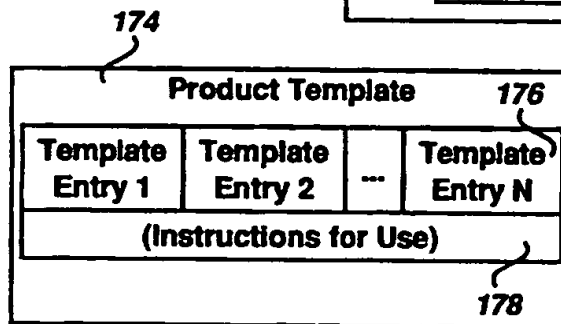 174
Product Template
176
Template Template Template
Entry 1 Entry 2 ... Entry N
(Instructions for Use)
178